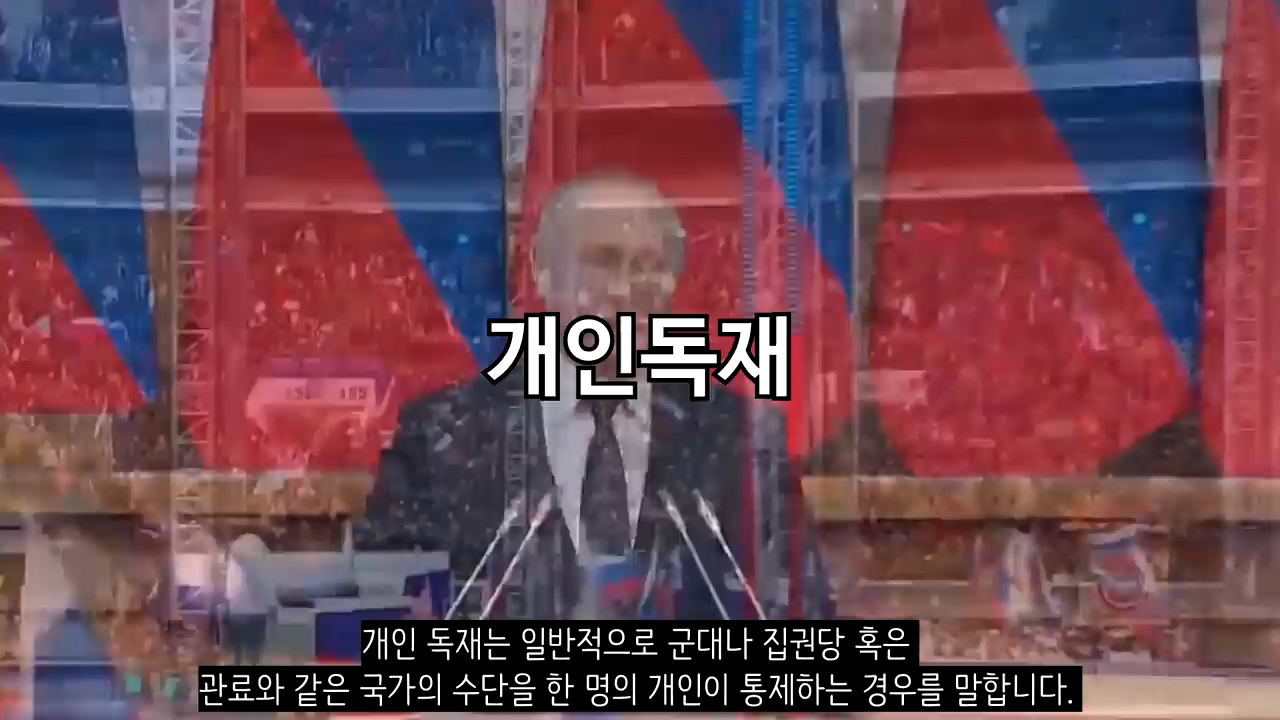 개인독재
개인 독재는 일반적으로 군대나 집권당 혹은
관료와 같은 국가의 수단을 한 명의 개인이 통제하는 경우를 말합니다.